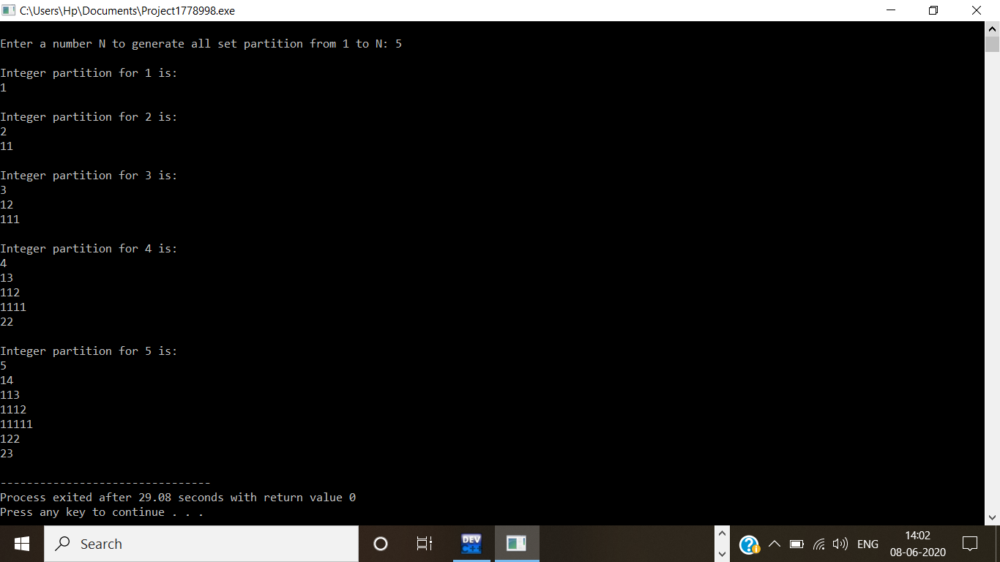 C:\Users\Hp\Documents\Project1778998.exe
Enter a number N to generate all set partition from 1 to N: 5
Integer partition for 1 is:
1
Integer partition for 2 is:
2
11
Integer partition for 3 is:
3
12
111
Integer partition for 4 is:
4
13
112
1111
22
Integer partition for 5 is:
5
14
113
1112
11111
122
23
--------------------------------
Process exited after 29.08 seconds with return value 0
Press any key to continue . . .
Search
DEV
C++
ENG
14:02
08-06-2020